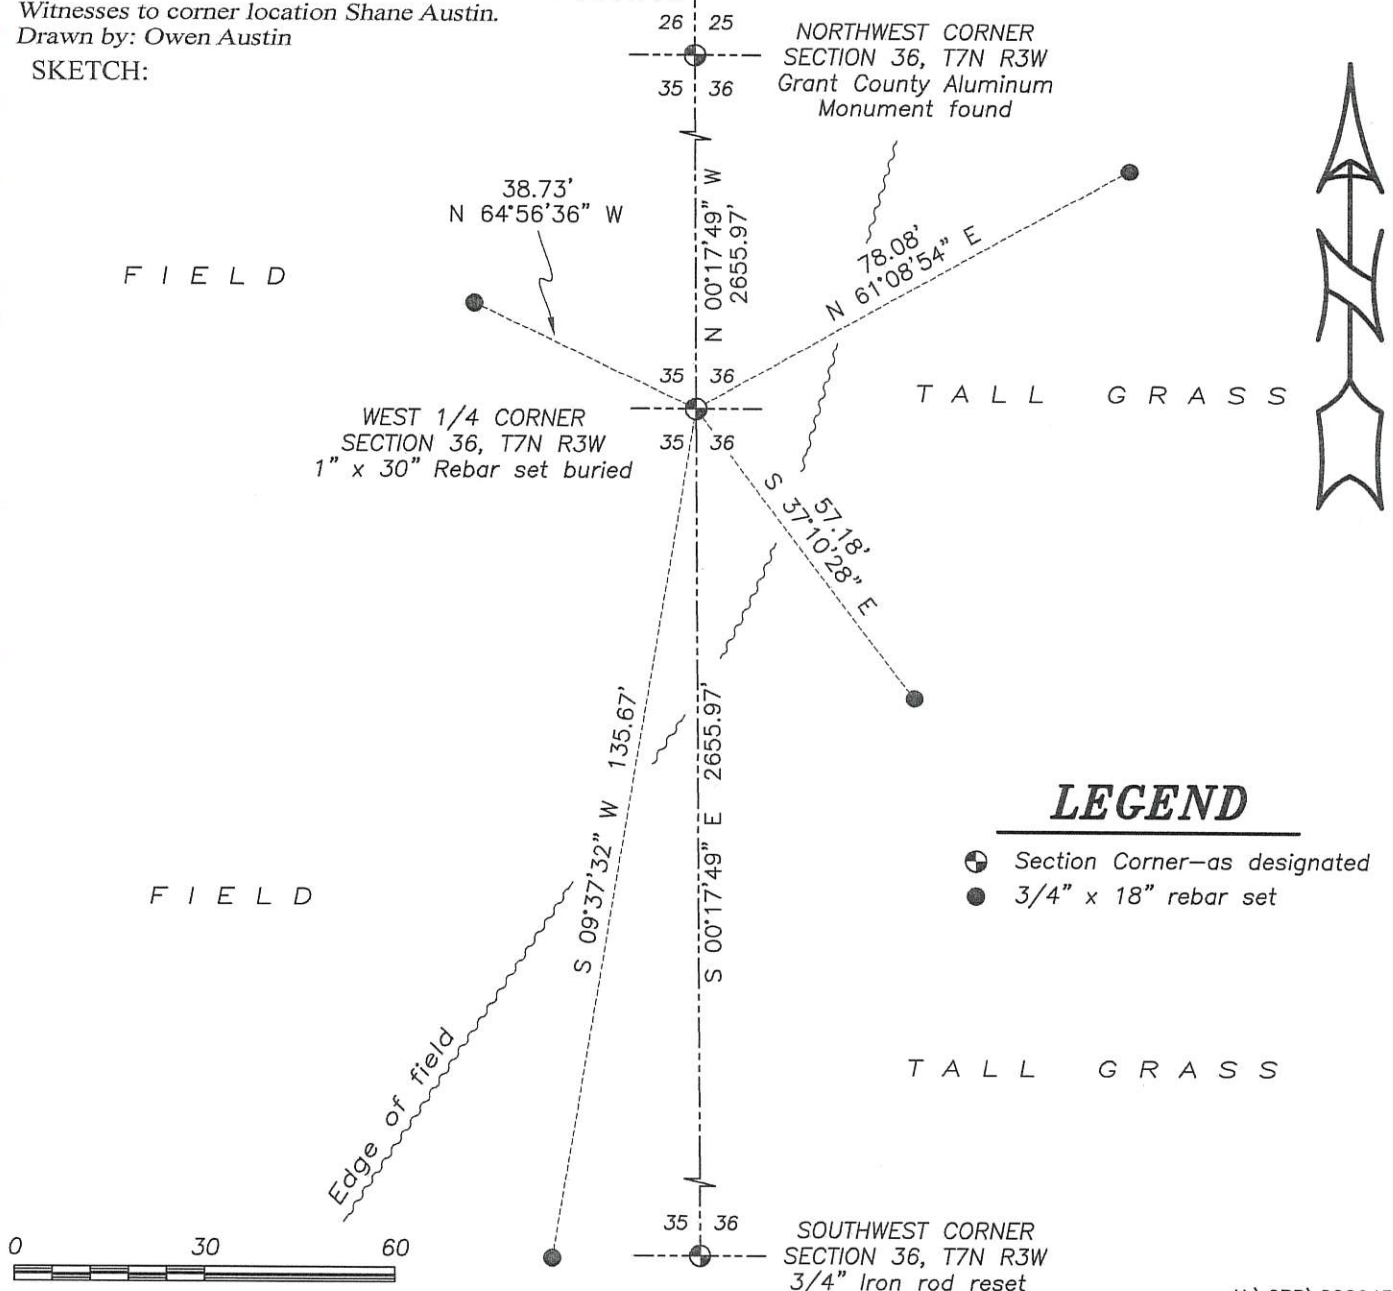 Witnesses to corner location Shane Austin.
Drawn by: Owen Austin
SKETCH:
26 25
35 36
NORTHWEST CORNER
SECTION 36, T7N R3W
Grant County Aluminum
Monument found
38.73'
N 64°56'36" W
N 00°17'49" W
2655.97'
78.08'
N 61°08'54" E
FIELD
35 36
35 36
TALL GRASS
WEST 1/4 CORNER
SECTION 36, T7N R3W
1" x 30" Rebar set buried
57.18'
S 37°10'28" E
S 09°37'32" W 135.67'
S 00°17'49" E 2655.97'
N
LEGEND
Section Corner-as designated
3/4" x 18" rebar set
FIELD
Edge of field
TALL GRASS
35 36
SOUTHWEST CORNER
SECTION 36, T7N R3W
3/4" Iron rod reset
0 30 60